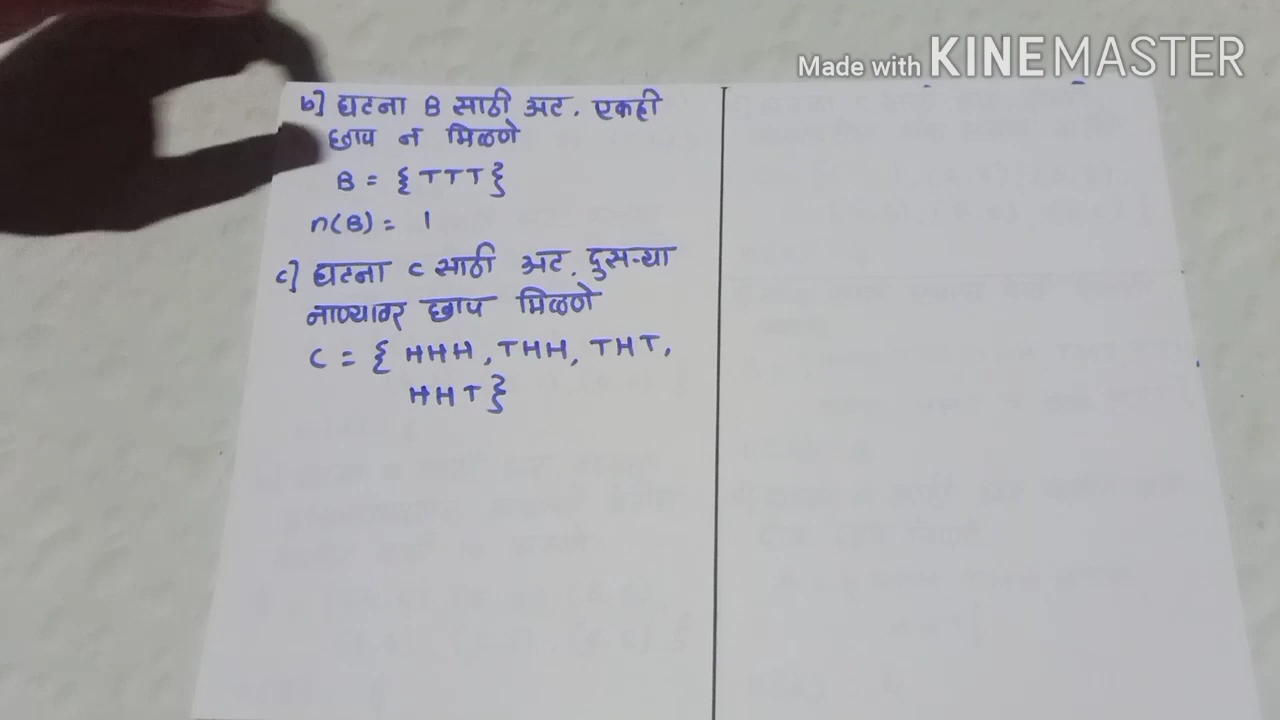 Made with KINEMASTER
b] घटना B साठी अट. एकही
छाप न मिळणे
B = { TTT }
n(B) = 1
c] घटना C साठी अट. दुसऱ्या
नाण्यावर छाप मिळणे
C = { HHH, THH, THT,
HHT }